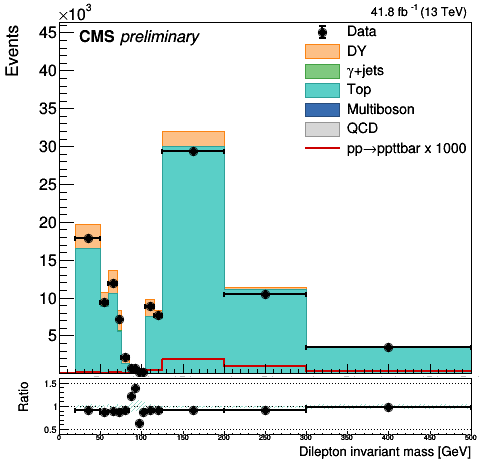 ×10³
41.8 fb⁻¹ (13 TeV)
CMS preliminary
Events
45
40
35
30
25
20
15
10
5
Data
DY
γ+jets
Top
Multiboson
QCD
pp→ppttbar x 1000
Ratio
1.5
1
0.5
0 50 100 150 200 250 300 350 400 450 500
Dilepton invariant mass [GeV]